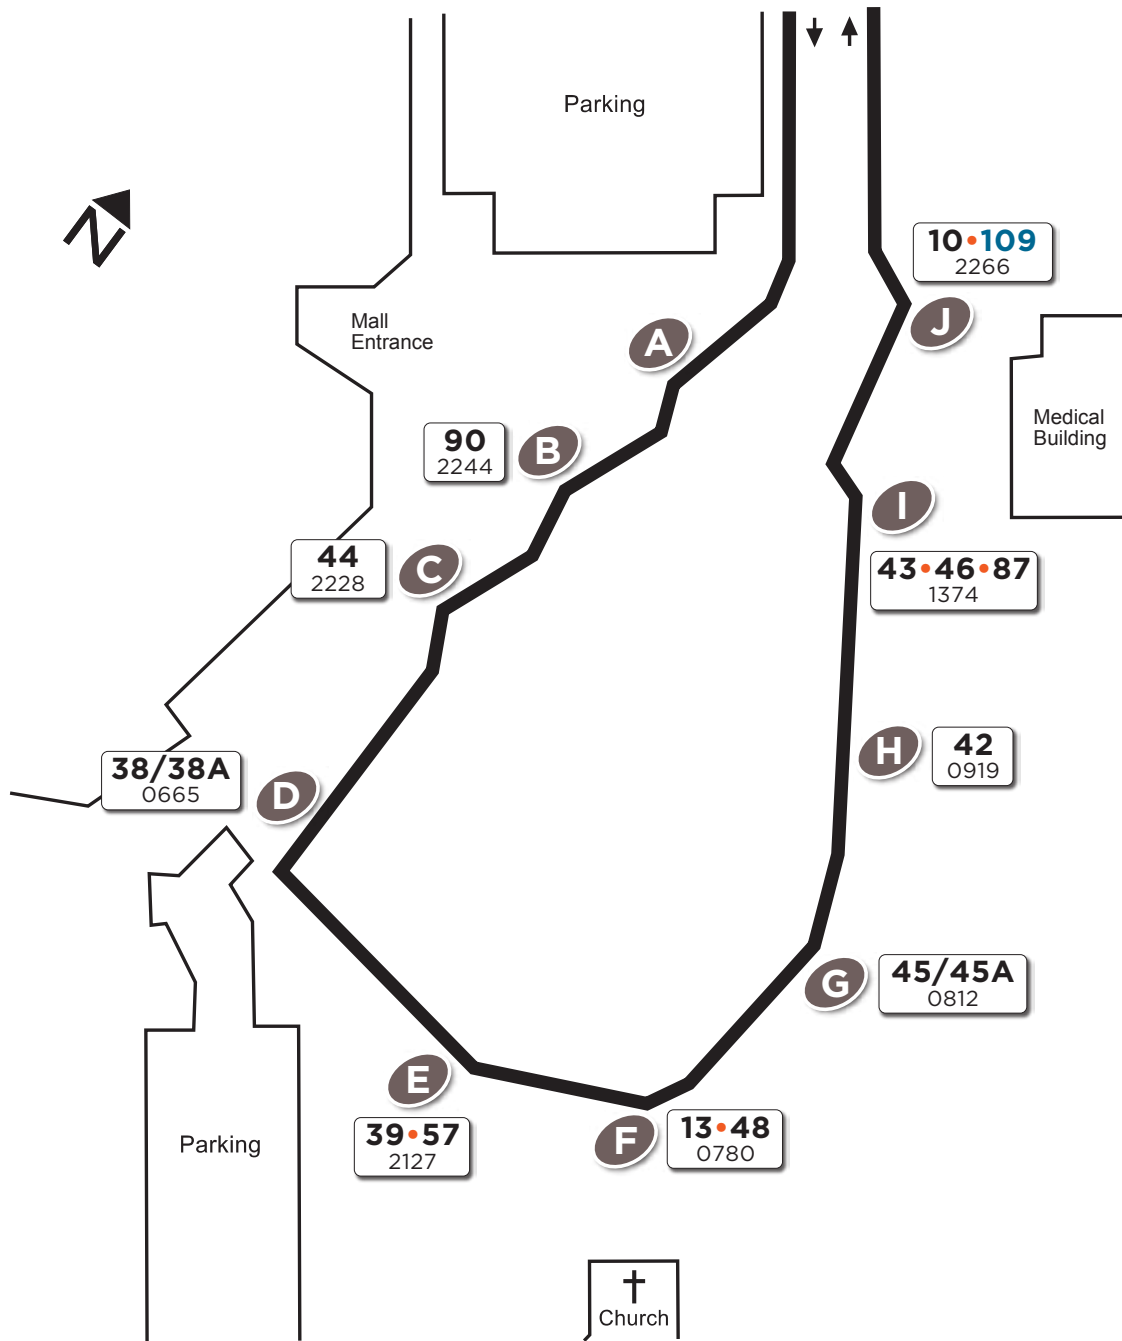 Parking
N
10•109
2266
J
Mall
Entrance
A
Medical
Building
90
2244
B
I
44
2228
C
43•46•87
1374
H
42
0919
38/38A
0665
D
G
45/45A
0812
E
39•57
2127
F
13•48
0780
Parking
Church